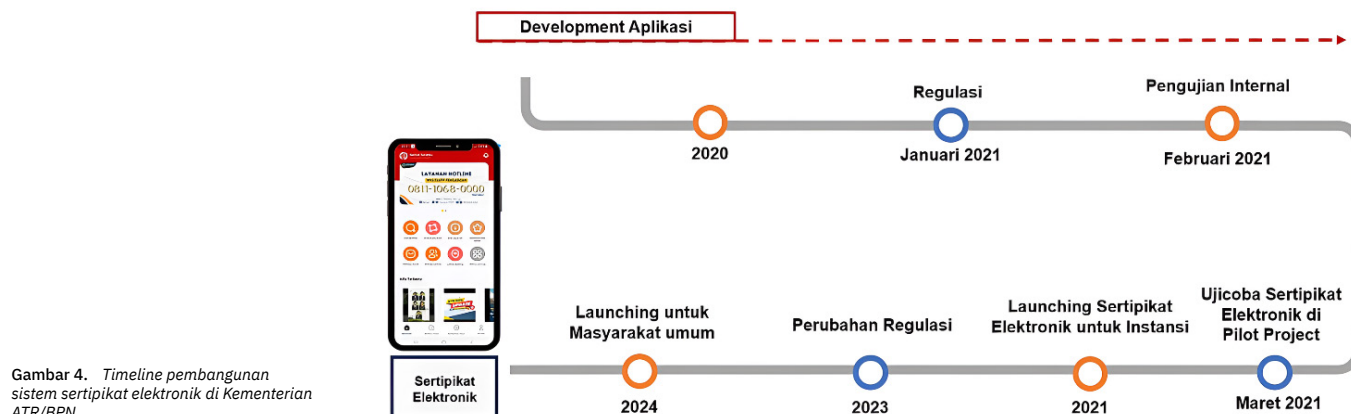 Development Aplikasi
Regulasi
Pengujian Internal
2020
Januari 2021
Februari 2021
LAYANAN HOTLINE
0811-1068-0000
Launching untuk
Masyarakat umum
Perubahan Regulasi
Launching Sertipikat
Elektronik untuk Instansi
Ujicoba Sertipikat
Elektronik di
Pilot Project
Sertipikat
Elektronik
2024
2023
2021
Maret 2021
Gambar 4. Timeline pembangunan
sistem sertipikat elektronik di Kementerian
ATR/BPN